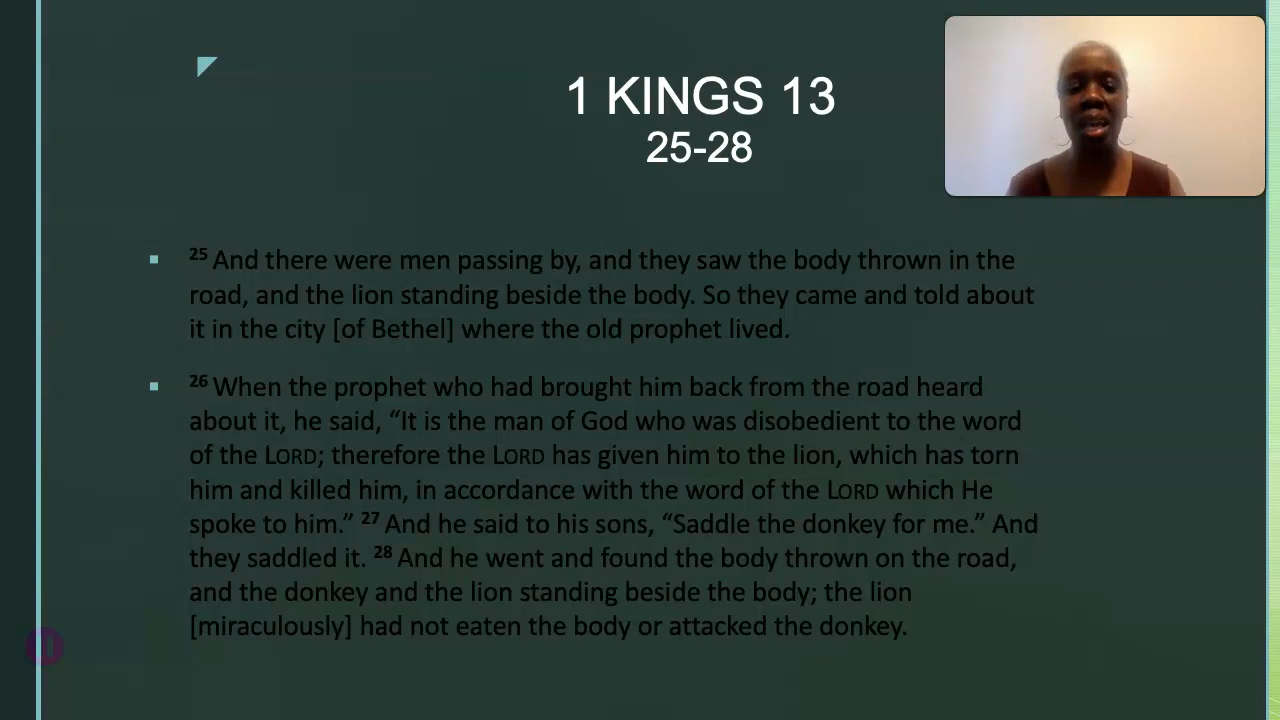 1 KINGS 13
25-28
25 And there were men passing by, and they saw the body thrown in the
road, and the lion standing beside the body. So they came and told about
it in the city [of Bethel] where the old prophet lived.
26 When the prophet who had brought him back from the road heard
about it, he said, “It is the man of God who was disobedient to the word
of the LORD; therefore the LORD has given him to the lion, which has torn
him and killed him, in accordance with the word of the LORD which He
spoke to him.” 27 And he said to his sons, “Saddle the donkey for me.” And
they saddled it. 28 And he went and found the body thrown on the road,
and the donkey and the lion standing beside the body; the lion
[miraculously] had not eaten the body or attacked the donkey.